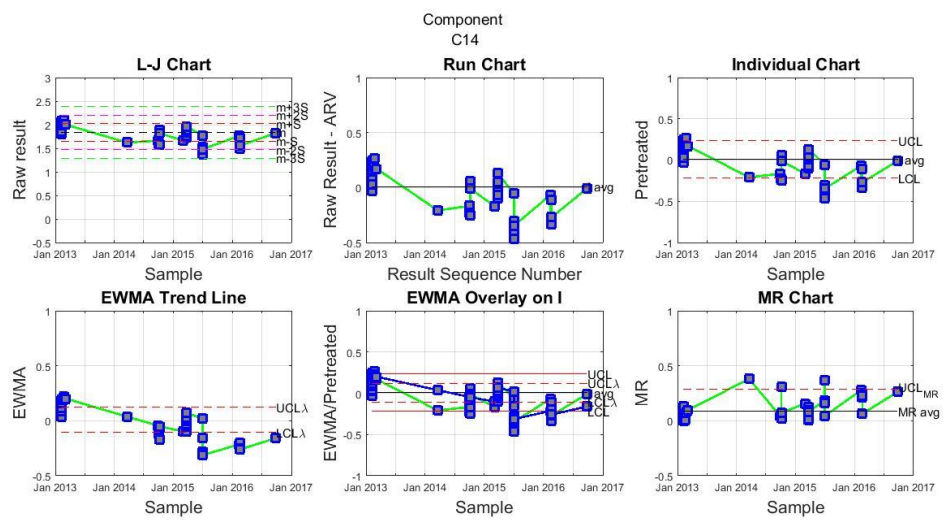 Component
C14
L-J Chart
Raw result
3
2.5
2
1.5
1
0.5
0
-0.5
m+3S
m+2S
m+S
m
m-S
m-2S
m-3S
Jan 2013 Jan 2014 Jan 2015 Jan 2016 Jan 2017
Sample
Run Chart
Raw Result - ARV
1
0.5
0
-0.5
avg
Jan 2013 Jan 2014 Jan 2015 Jan 2016 Jan 2017
Result Sequence Number
Individual Chart
Pretreated
1
0.5
0
-0.5
-1
UCL
avg
LCL
Jan 2013 Jan 2014 Jan 2015 Jan 2016 Jan 2017
Sample
EWMA Trend Line
EWMA
1
0.5
0
-0.5
UCLλ
LCLλ
Jan 2013 Jan 2014 Jan 2015 Jan 2016 Jan 2017
Sample
EWMA Overlay on I
EWMA/Pretreated
1
0.5
0
-0.5
-1
UCL
UCLλ
avg
LCLλ
LCL
Jan 2013 Jan 2014 Jan 2015 Jan 2016 Jan 2017
Sample
MR Chart
MR
1
0.5
0
-0.5
UCL MR
MR avg
Jan 2013 Jan 2014 Jan 2015 Jan 2016 Jan 2017
Sample